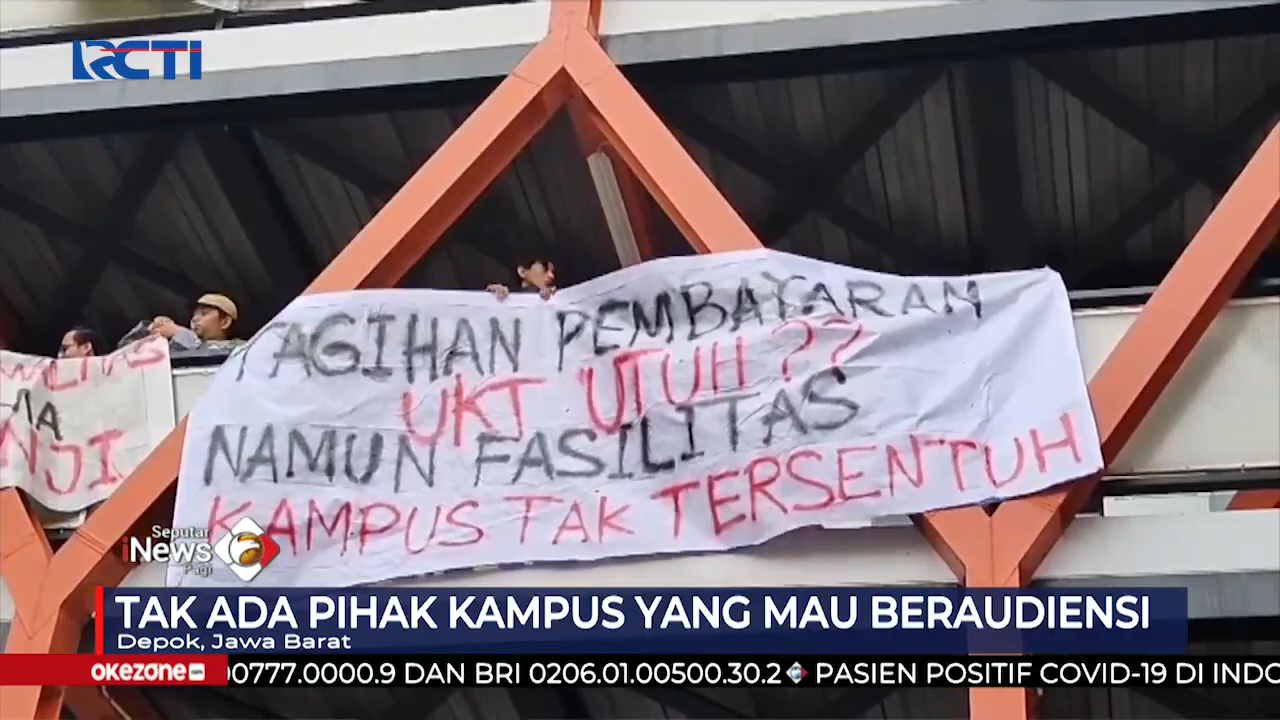 RCTI
TAGIHAN PEMBAYARAN
UKT UTUH??
NAMUN FASILITAS
KAMPUS TAK TERSENTUH
MA
NJI
Seputar
iNews
Pagi
TAK ADA PIHAK KAMPUS YANG MAU BERAUDIENSI
Depok, Jawa Barat
OKEZONE 00777.0000.9 DAN BRI 0206.01.00500.30.2 PASIEN POSITIF COVID-19 DI INDO